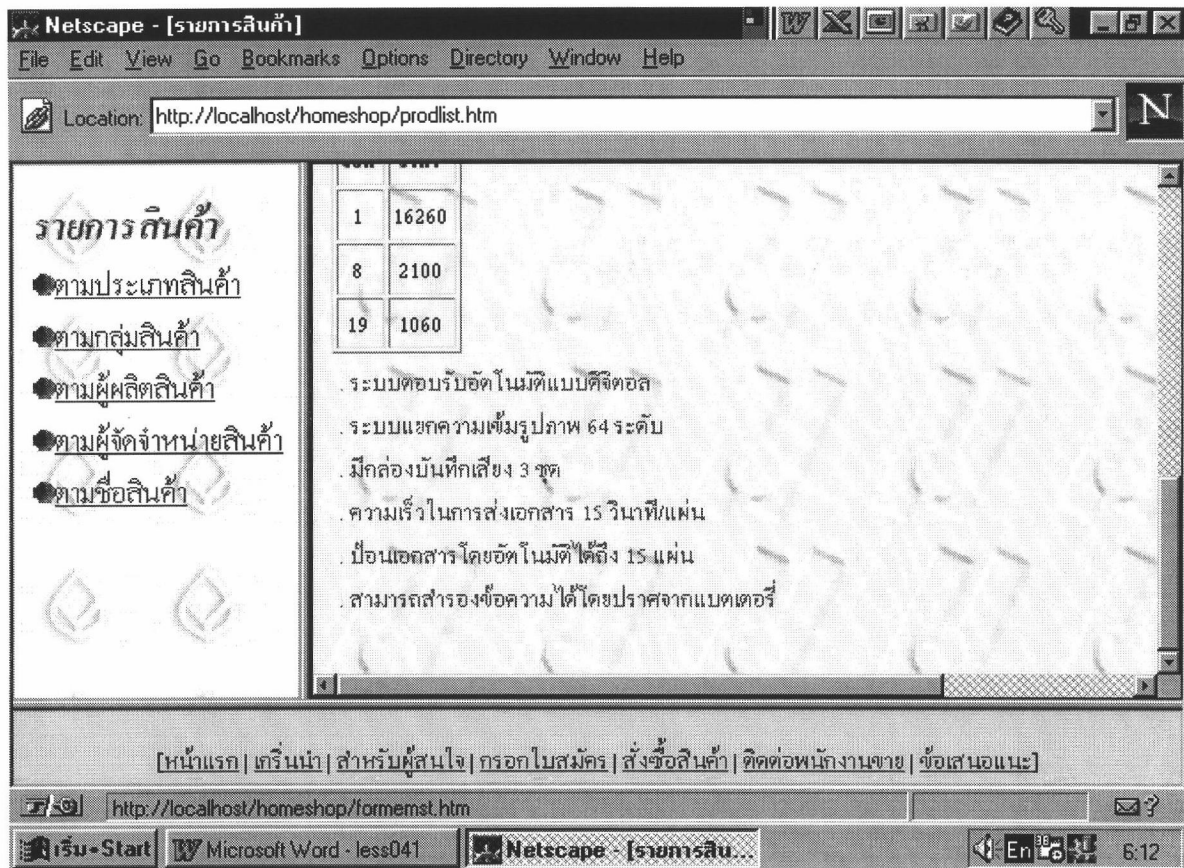 Netscape - [รายการสินค้า]
File Edit View Go Bookmarks Options Directory Window Help
Location: http://localhost/homeshop/prodlist.htm
N
รายการสินค้า
ตามประเภทสินค้า
ตามกลุ่มสินค้า
ตามผู้ผลิตสินค้า
ตามผู้จัดจำหน่ายสินค้า
ตามชื่อสินค้า
1 16260
8 2100
19 1060
. ระบบตอบรับอัตโนมัติแบบดิจิตอล
. ระบบแยกความเข้มรูปภาพ 64 ระดับ
. มีกล่องบันทึกเสียง 3 ชุด
. ความเร็วในการส่งเอกสาร 15 วินาที/แผ่น
. ป้อนเอกสารโดยอัตโนมัติได้ถึง 15 แผ่น
. สามารถสำรองข้อความได้โดยปราศจากแบตเตอรี่
[หน้าแรก | เกริ่นนำ | สำหรับผู้สนใจ | กรอกใบสมัคร | สั่งซื้อสินค้า | ติดต่อพนักงานขาย | ข้อเสนอแนะ]
http://localhost/homeshop/formemst.htm
เริ่ม-Start Microsoft Word - less041 Netscape - [รายการสิน... En 6:12